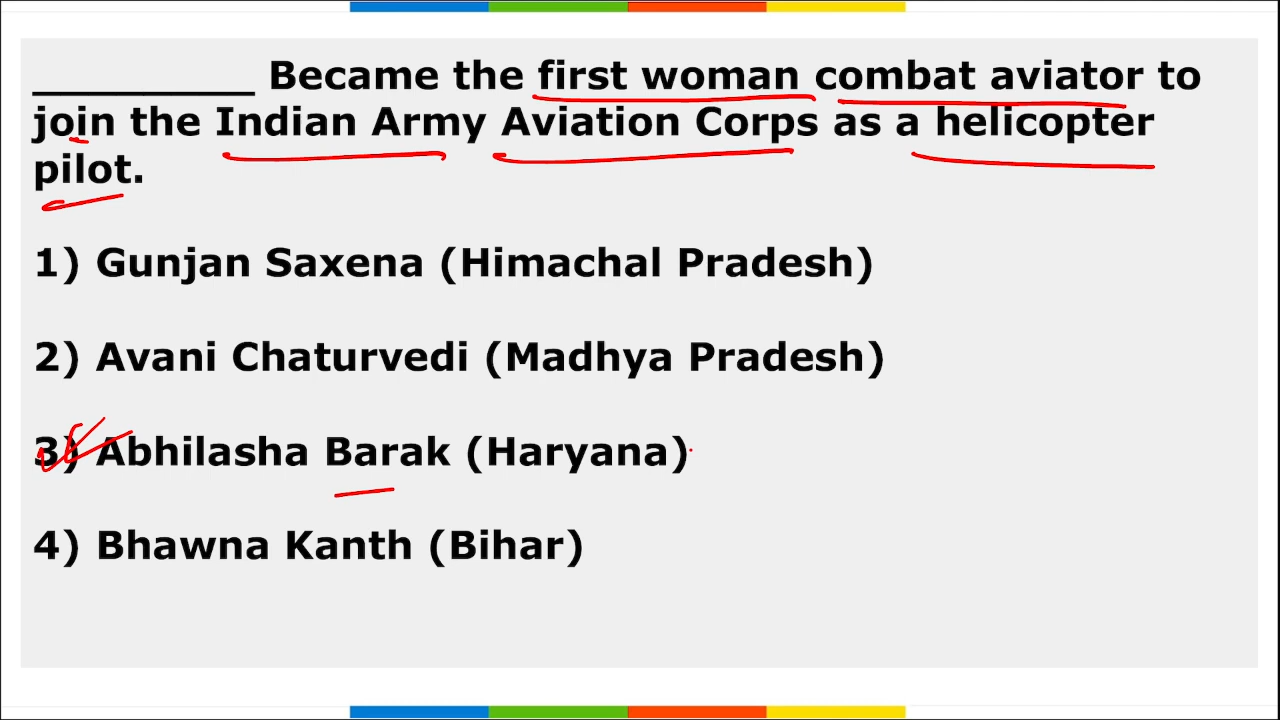 __________ Became the first woman combat aviator to
join the Indian Army Aviation Corps as a helicopter
pilot.
1) Gunjan Saxena (Himachal Pradesh)
2) Avani Chaturvedi (Madhya Pradesh)
3) Abhilasha Barak (Haryana)
4) Bhawna Kanth (Bihar)